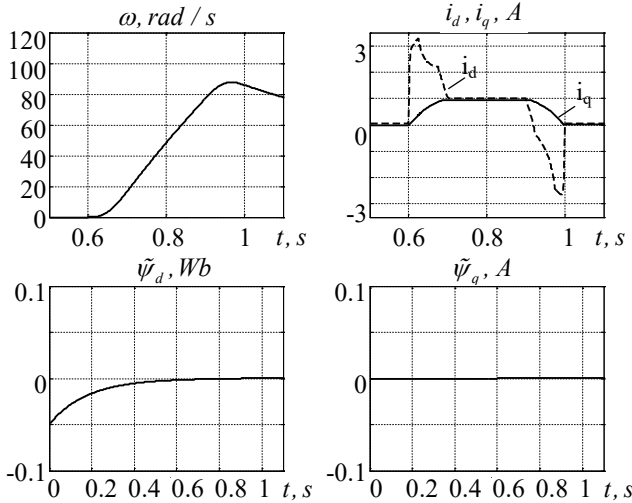 ω, rad / s
120
100
80
60
40
20
0
0.6
0.8
1
t, s
i_d , i_q , A
3
0
-3
i_d
i_q
0.6
0.8
1
t, s
ψ̃_d , Wb
0.1
0
-0.1
0 0.2 0.4 0.6 0.8 1 t, s
ψ̃_q , A
0.1
0
-0.1
0 0.2 0.4 0.6 0.8 1 t, s